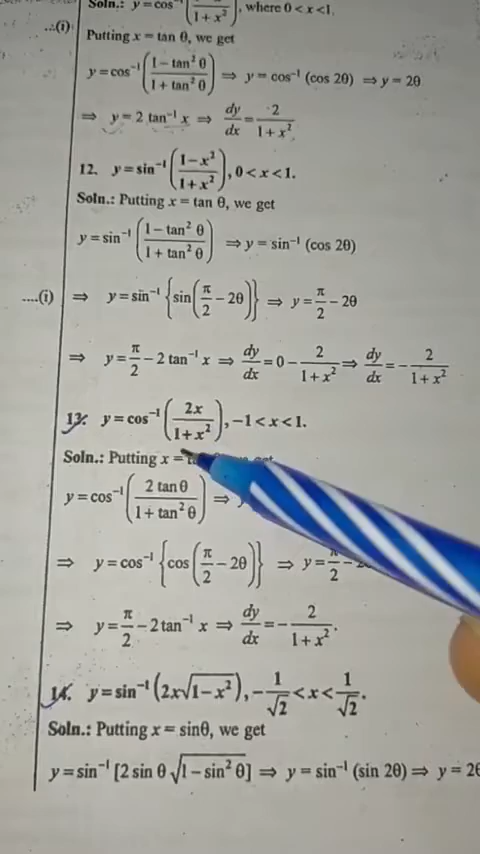 Soln.: y = cos⁻¹ ( / 1 + x² ), where 0 < x < 1.
...(i)
Putting x = tan θ, we get
y = cos⁻¹ ( (1 − tan² θ) / (1 + tan² θ) ) ⇒ y = cos⁻¹ (cos 2θ) ⇒ y = 2θ
⇒ y = 2 tan⁻¹ x ⇒ dy/dx = 2 / (1 + x²)
12. y = sin⁻¹ ( (1 − x²) / (1 + x²) ), 0 < x < 1.
Soln.: Putting x = tan θ, we get
y = sin⁻¹ ( (1 − tan² θ) / (1 + tan² θ) ) ⇒ y = sin⁻¹ (cos 2θ)
....(i) ⇒ y = sin⁻¹ { sin ( π/2 − 2θ ) } ⇒ y = π/2 − 2θ
⇒ y = π/2 − 2 tan⁻¹ x ⇒ dy/dx = 0 − 2 / (1 + x²) ⇒ dy/dx = − 2 / (1 + x²)
13. y = cos⁻¹ ( 2x / (1 + x²) ), −1 < x < 1.
Soln.: Putting x =
y = cos⁻¹ ( 2 tan θ / (1 + tan² θ) ) ⇒
⇒ y = cos⁻¹ { cos ( π/2 − 2θ ) } ⇒ y = π/2 −
⇒ y = π/2 − 2 tan⁻¹ x ⇒ dy/dx = − 2 / (1 + x²).
14. y = sin⁻¹ (2x√(1 − x²)), − 1/√2 < x < 1/√2.
Soln.: Putting x = sinθ, we get
y = sin⁻¹ [2 sin θ √(1 − sin² θ)] ⇒ y = sin⁻¹ (sin 2θ) ⇒ y = 2θ